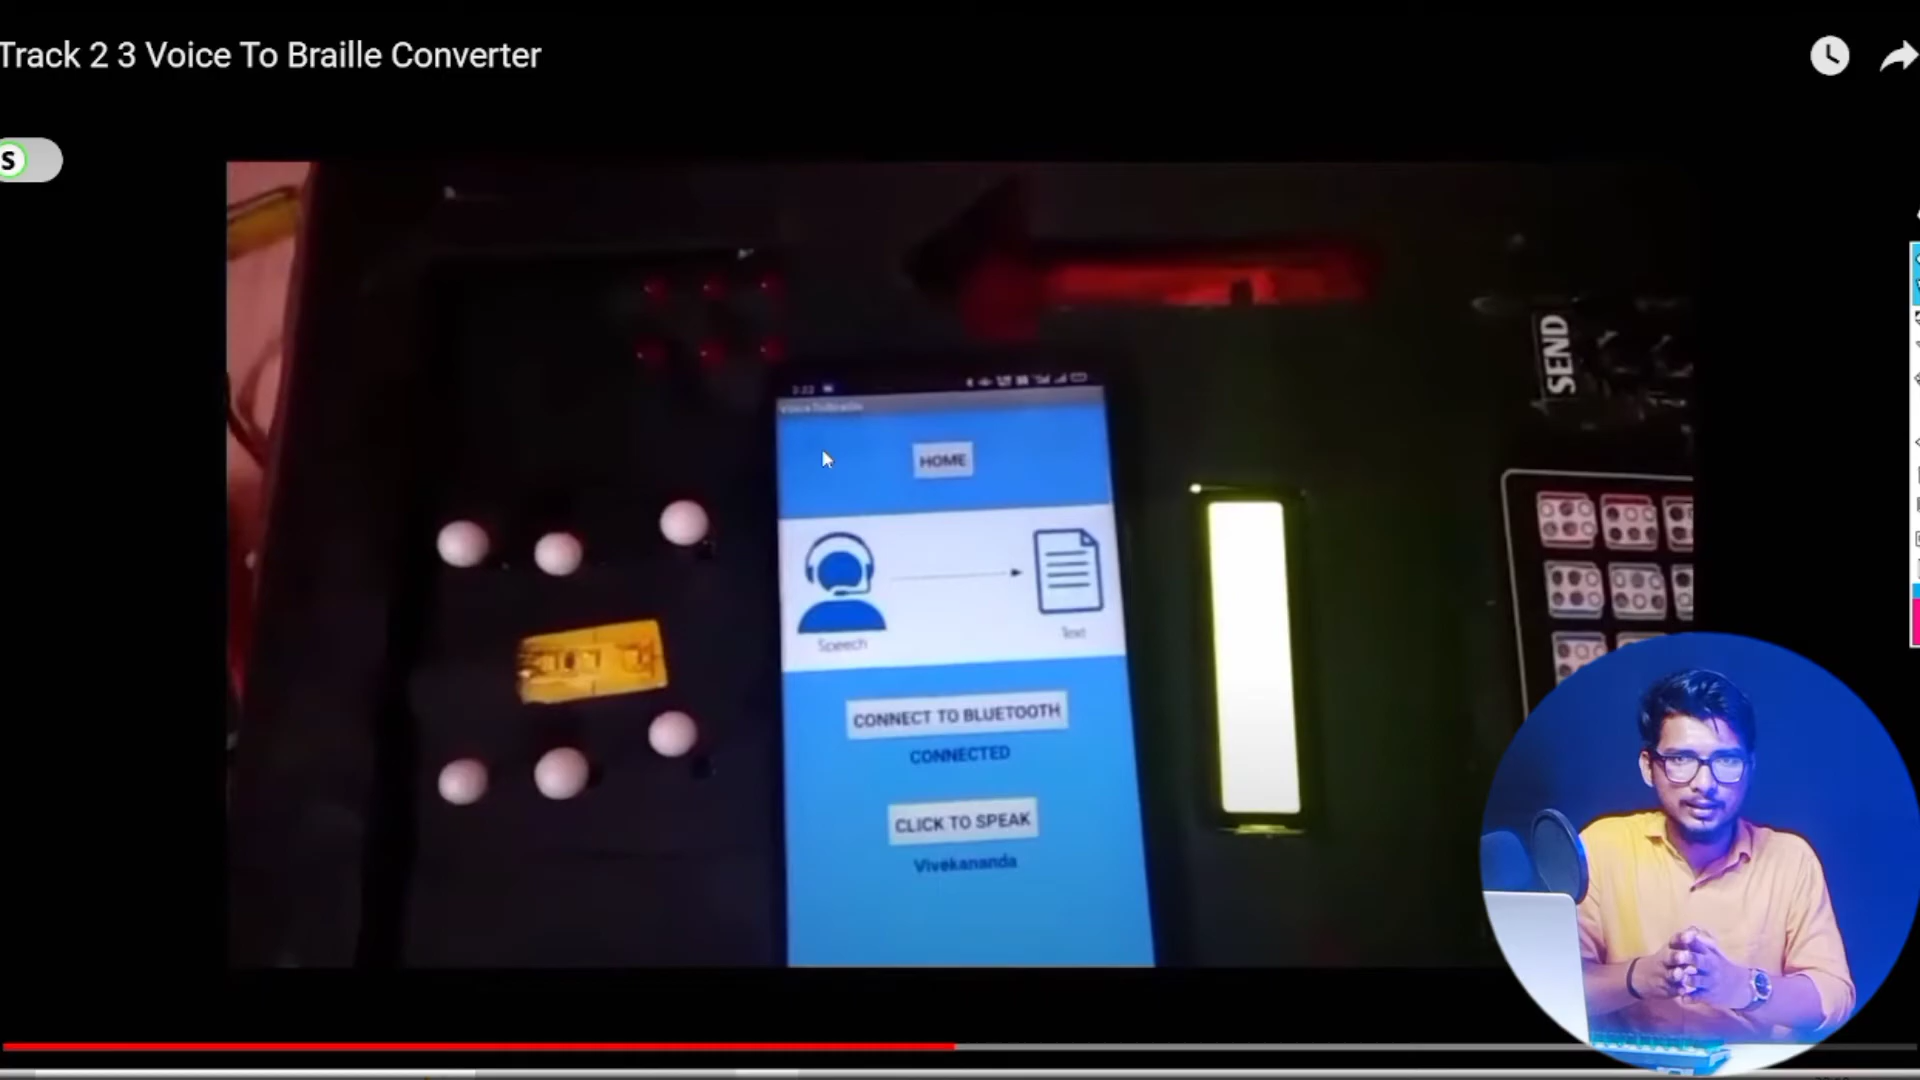 Track 2 3 Voice To Braille Converter
S
SEND
VoiceToBraille
HOME
Speech
Text
CONNECT TO BLUETOOTH
CONNECTED
CLICK TO SPEAK
Vivekananda